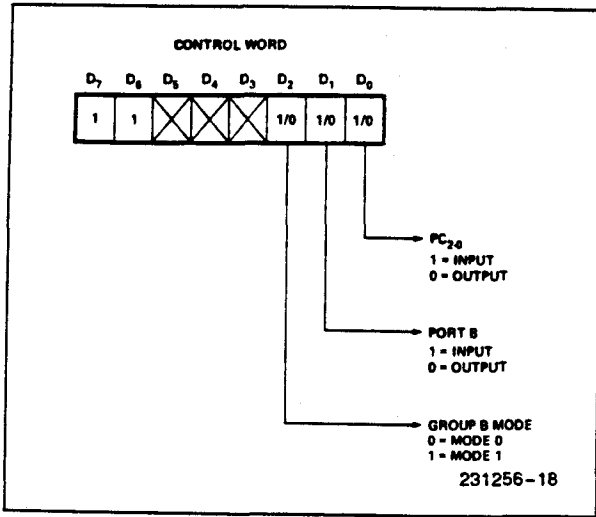 CONTROL WORD
D7 D6 D5 D4 D3 D2 D1 D0
1 1 1/0 1/0 1/0
PC2-0
1 = INPUT
0 = OUTPUT
PORT B
1 = INPUT
0 = OUTPUT
GROUP B MODE
0 = MODE 0
1 = MODE 1
231256-18